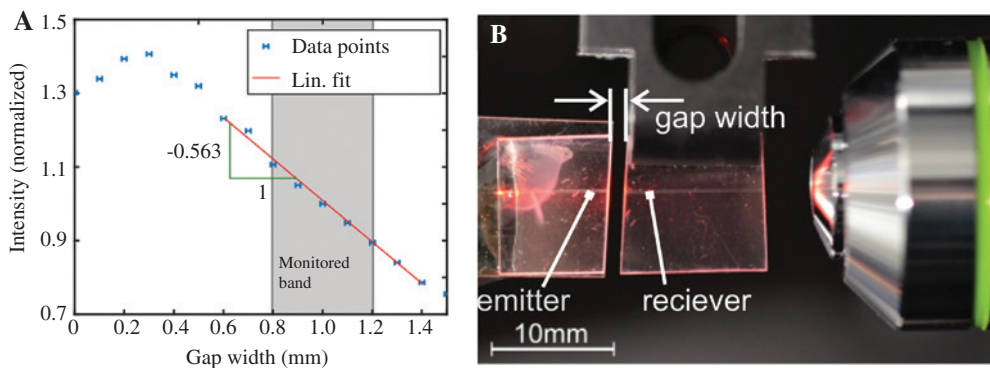 A
1.5
1.3
1.1
0.9
0.7
Intensity (normalized)
Data points
Lin. fit
-0.563
1
Monitored
band
0 0.2 0.4 0.6 0.8 1.0 1.2 1.4
Gap width (mm)
B
gap width
emitter
reciever
10mm